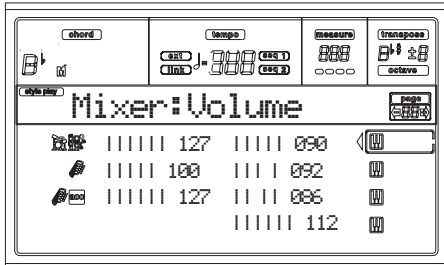 chord
tempo
measure
transpose
B♭ M
ext
link
♩=
seq 1
seq 2
B♭♯ ±8
octave
style play
Mixer:Volume
page
|||||| 127 ||||| 090
||||| 100 |||| | 092
acc |||||| 127 || || 086
|||||| 112